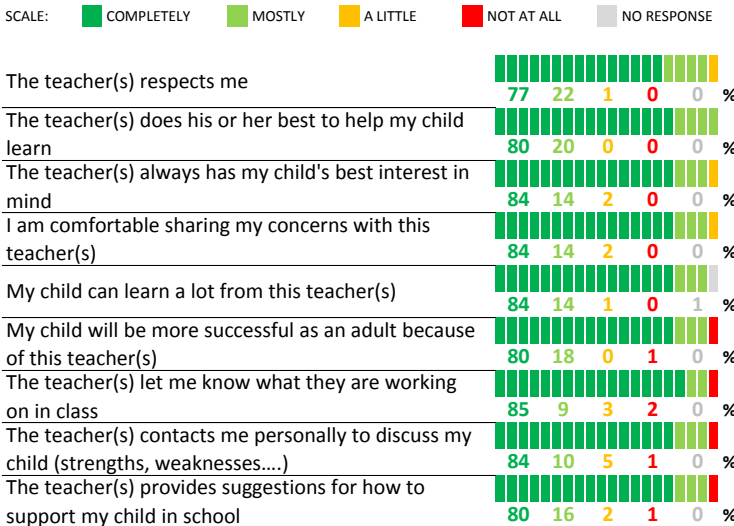 SCALE: COMPLETELY MOSTLY A LITTLE NOT AT ALL NO RESPONSE
The teacher(s) respects me
77 22 1 0 0 %
The teacher(s) does his or her best to help my child
learn
80 20 0 0 0 %
The teacher(s) always has my child's best interest in
mind
84 14 2 0 0 %
I am comfortable sharing my concerns with this
teacher(s)
84 14 2 0 0 %
My child can learn a lot from this teacher(s)
84 14 1 0 1 %
My child will be more successful as an adult because
of this teacher(s)
80 18 0 1 0 %
The teacher(s) let me know what they are working
on in class
85 9 3 2 0 %
The teacher(s) contacts me personally to discuss my
child (strengths, weaknesses....)
84 10 5 1 0 %
The teacher(s) provides suggestions for how to
support my child in school
80 16 2 1 0 %